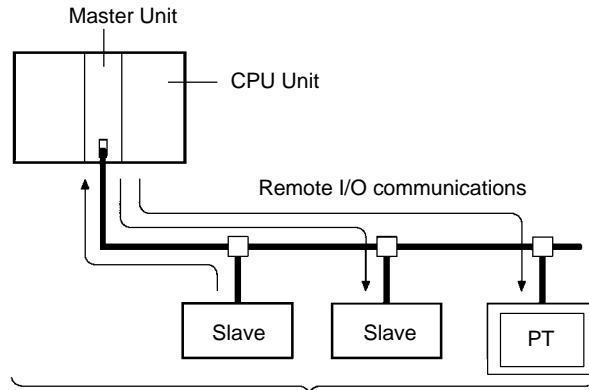 Master Unit
CPU Unit
Remote I/O communications
Slave
Slave
PT